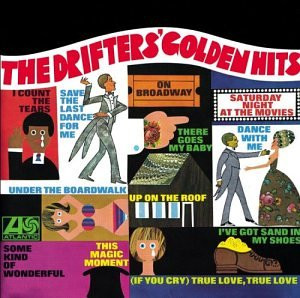 THE DRIFTERS' GOLDEN HITS
I COUNT
THE
TEARS
SAVE
THE LAST
DANCE
FOR
ME
ON
BROADWAY
SATURDAY
NIGHT
AT THE MOVIES
THERE
GOES
MY BABY
DANCE
WITH
ME
UNDER THE BOARDWALK
UP ON THE ROOF
I'VE GOT SAND IN
MY SHOES
ATLANTIC
SOME
KIND
OF
WONDERFUL
THIS
MAGIC
MOMENT
(IF YOU CRY) TRUE LOVE, TRUE LOVE